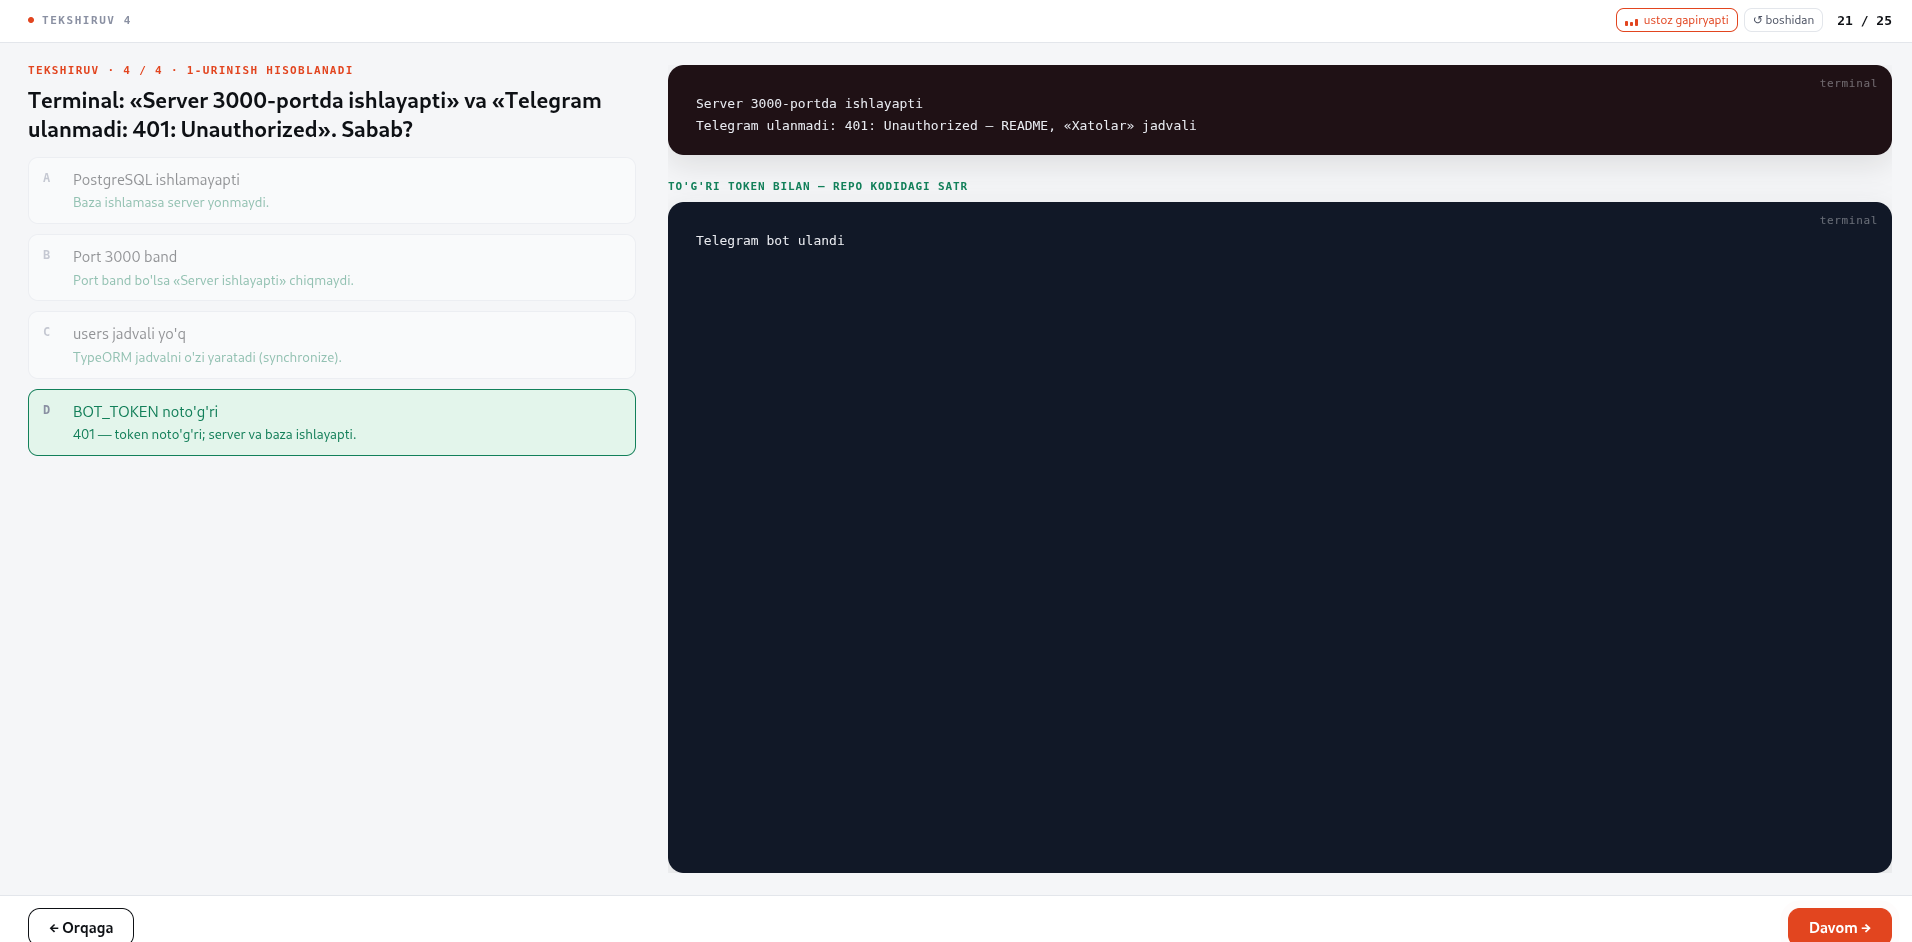 TEKSHIRUV 4
ustoz gapiryapti
↺ boshidan
21 / 25
TEKSHIRUV · 4 / 4 · 1-URINISH HISOBLANADI
Terminal: «Server 3000-portda ishlayapti» va «Telegram
ulanmadi: 401: Unauthorized». Sabab?
A PostgreSQL ishlamayapti
Baza ishlamasa server yonmaydi.
B Port 3000 band
Port band bo'lsa «Server ishlayapti» chiqmaydi.
C users jadvali yo'q
TypeORM jadvalni o'zi yaratadi (synchronize).
D BOT_TOKEN noto'g'ri
401 — token noto'g'ri; server va baza ishlayapti.
terminal
Server 3000-portda ishlayapti
Telegram ulanmadi: 401: Unauthorized — README, «Xatolar» jadvali
TO'G'RI TOKEN BILAN — REPO KODIDAGI SATR
terminal
Telegram bot ulandi
← Orqaga
Davom →